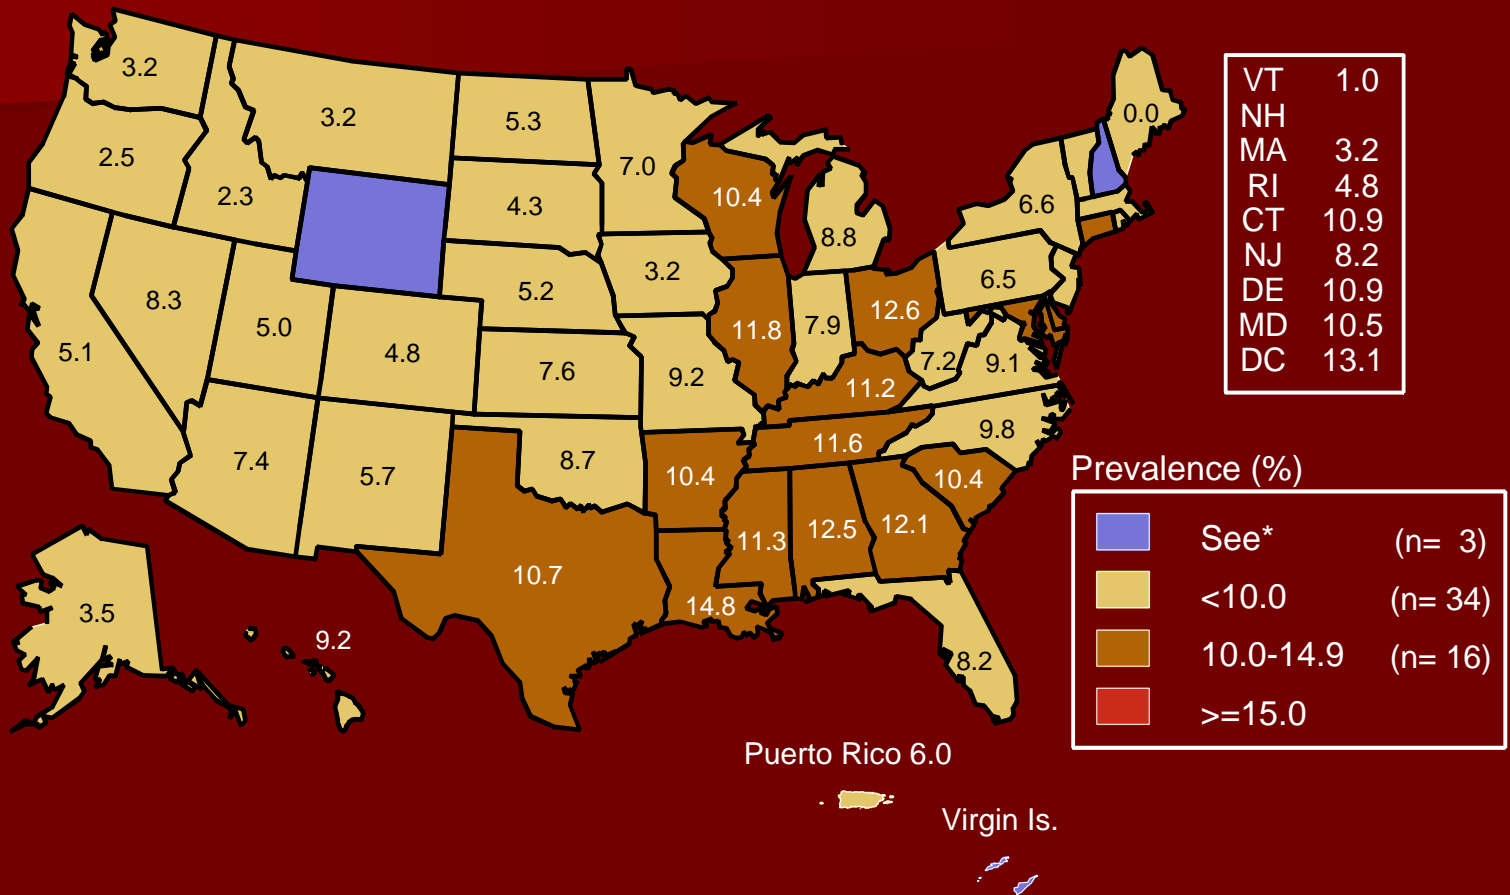 3.2
3.2
5.3
7.0
0.0
2.5
2.3
4.3
10.4
8.8
6.6
8.3
5.0
5.2
3.2
6.5
5.1
4.8
7.6
9.2
11.8
7.9
12.6
7.2
9.1
11.2
7.4
5.7
8.7
10.4
11.6
9.8
10.4
10.7
11.3
12.5
12.1
14.8
3.5
9.2
8.2
VT 1.0
NH
MA 3.2
RI 4.8
CT 10.9
NJ 8.2
DE 10.9
MD 10.5
DC 13.1
Prevalence (%)
See* (n= 3)
<10.0 (n= 34)
10.0-14.9 (n= 16)
>=15.0
Puerto Rico 6.0
Virgin Is.